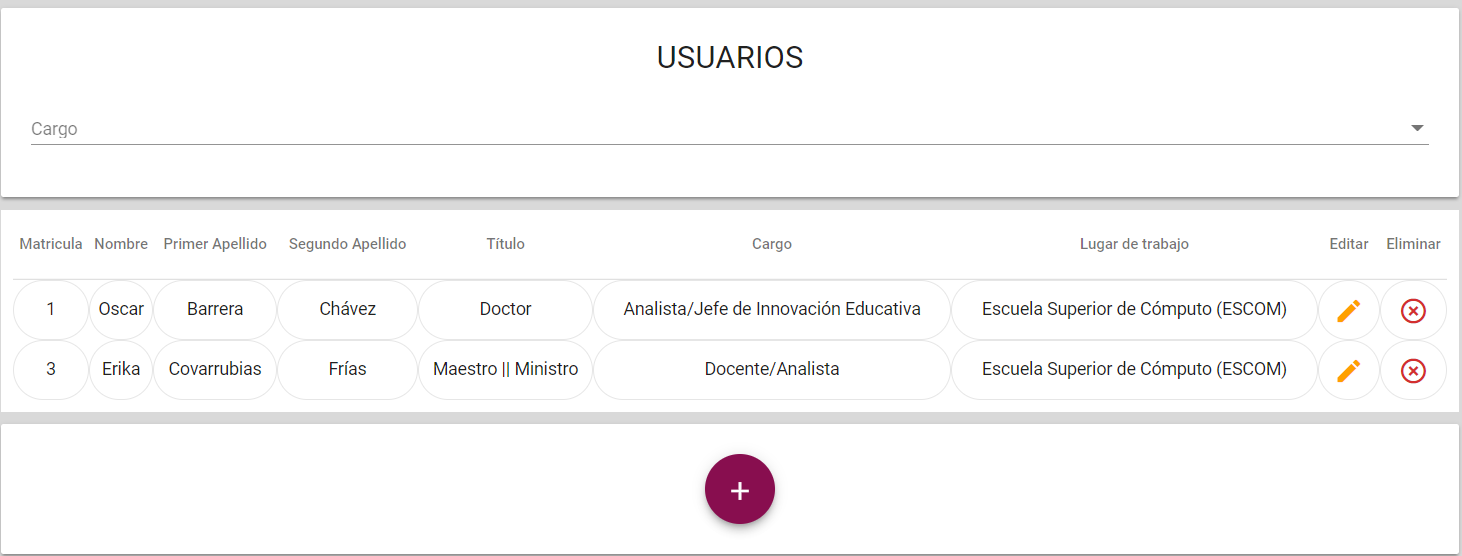 USUARIOS
Cargo
Matricula Nombre Primer Apellido Segundo Apellido Título Cargo Lugar de trabajo Editar Eliminar
1 Oscar Barrera Chávez Doctor Analista/Jefe de Innovación Educativa Escuela Superior de Cómputo (ESCOM)
3 Erika Covarrubias Frías Maestro || Ministro Docente/Analista Escuela Superior de Cómputo (ESCOM)
+